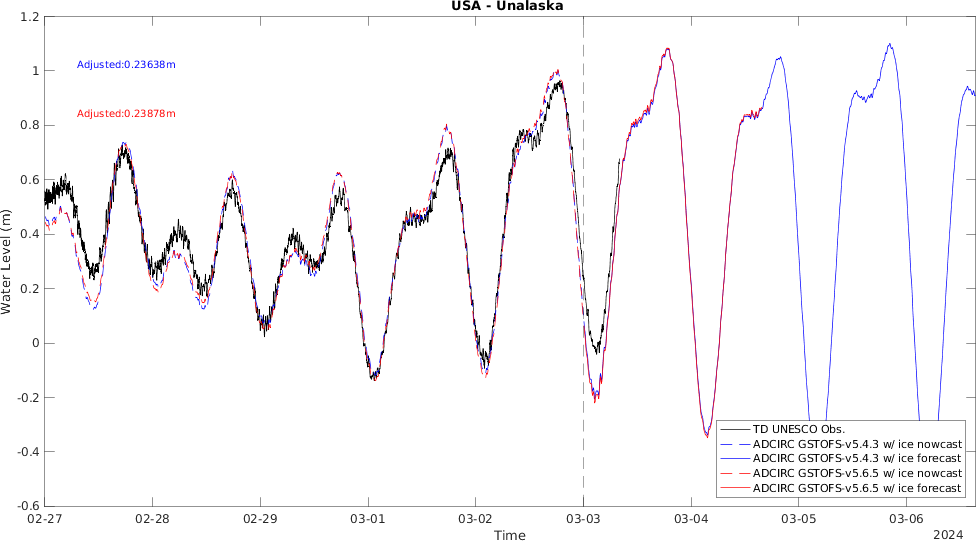 USA - Unalaska
1.2
1
0.8
0.6
0.4
0.2
0
-0.2
-0.4
-0.6
Water Level (m)
Adjusted:0.23638m
Adjusted:0.23878m
TD UNESCO Obs.
ADCIRC GSTOFS-v5.4.3 w/ ice nowcast
ADCIRC GSTOFS-v5.4.3 w/ ice forecast
ADCIRC GSTOFS-v5.6.5 w/ ice nowcast
ADCIRC GSTOFS-v5.6.5 w/ ice forecast
02-27 02-28 02-29 03-01 03-02 03-03 03-04 03-05 03-06
Time
2024